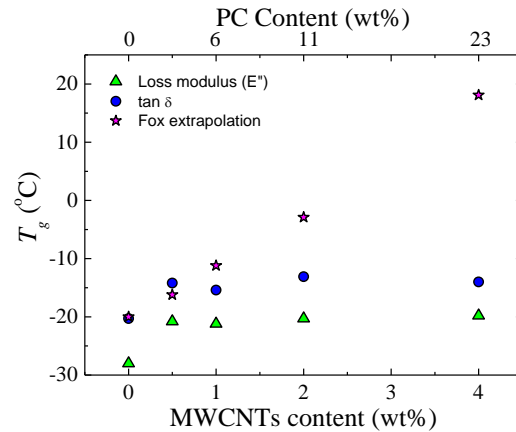 PC Content (wt%)
0 6 11 23
Loss modulus (E")
tan δ
Fox extrapolation
20
10
0
-10
-20
-30
T_g (°C)
0 1 2 3 4
MWCNTs content (wt%)